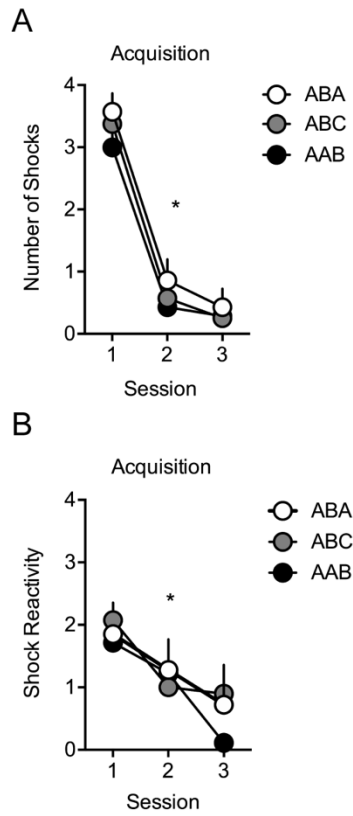 A
Acquisition
4
3
2
1
0
Number of Shocks
*
1 2 3
Session
ABA
ABC
AAB
B
Acquisition
4
3
2
1
0
Shock Reactivity
*
1 2 3
Session
ABA
ABC
AAB